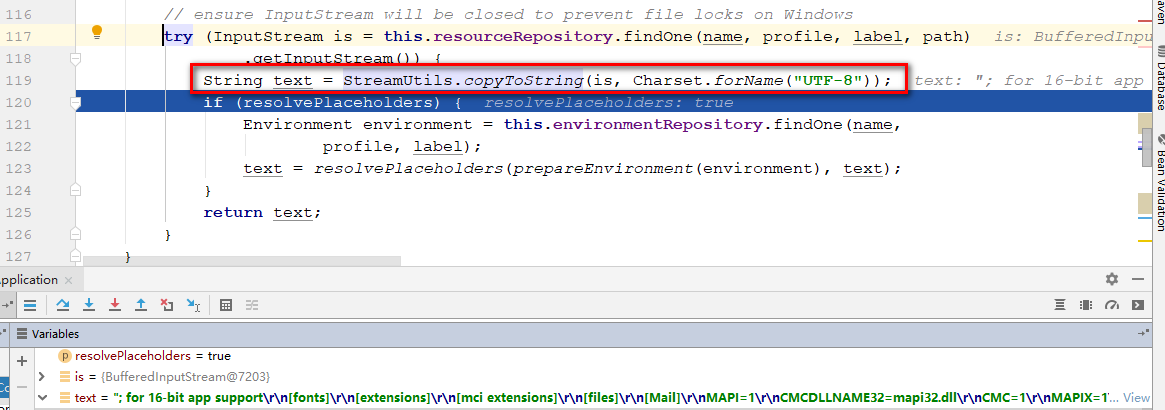 116 // ensure InputStream will be closed to prevent file locks on Windows
117 try (InputStream is = this.resourceRepository.findOne(name, profile, label, path) is: BufferedInpu
118 .getInputStream()) {
119 String text = StreamUtils.copyToString(is, Charset.forName("UTF-8")); text: "; for 16-bit app
120 if (resolvePlaceholders) { resolvePlaceholders: true
121 Environment environment = this.environmentRepository.findOne(name,
122 profile, label);
123 text = resolvePlaceholders(prepareEnvironment(environment), text);
124 }
125 return text;
126 }
127 }
aven
Database
Bean Validation
pplication
Variables
p resolvePlaceholders = true
is = {BufferedInputStream@7203}
text = "; for 16-bit app support\r\n[fonts]\r\n[extensions]\r\n[mci extensions]\r\n[files]\r\n[Mail]\r\nMAPI=1\r\nCMCDLLNAME32=mapi32.dll\r\nCMC=1\r\nMAPIX=1\... View
Co